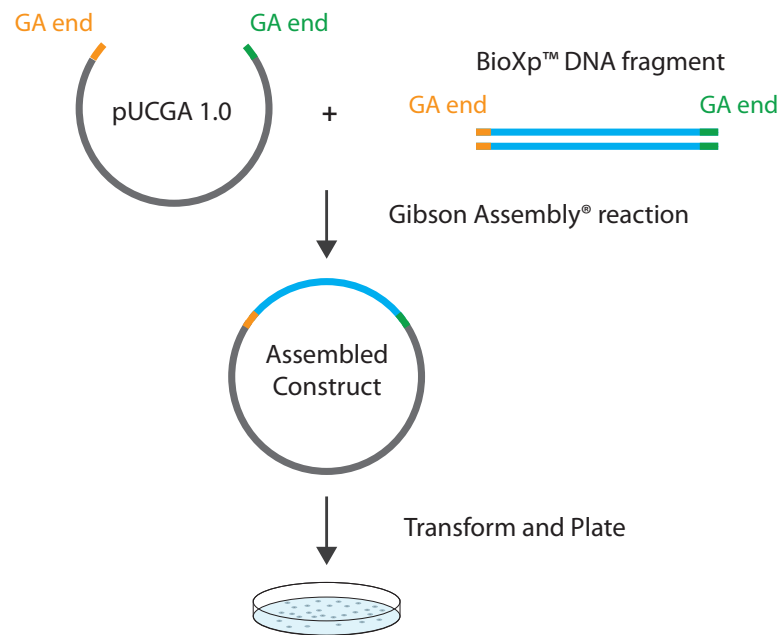 GA end
GA end
pUCGA 1.0
+
BioXp™ DNA fragment
GA end
GA end
Gibson Assembly® reaction
Assembled
Construct
Transform and Plate